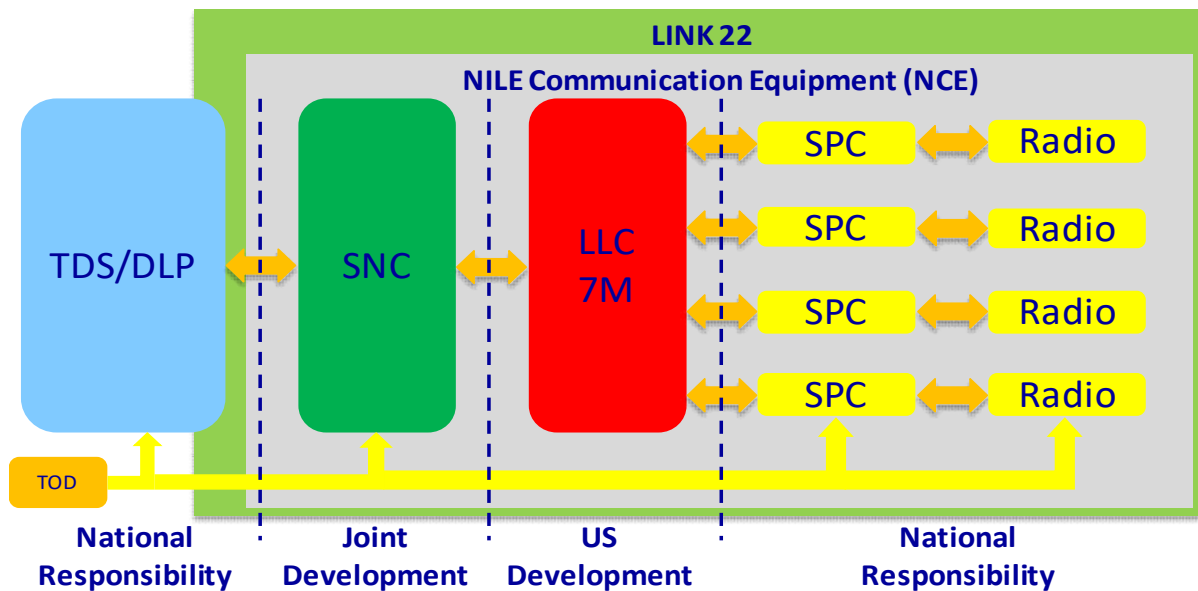 LINK 22
NILE Communication Equipment (NCE)
TDS/DLP
SNC
LLC
7M
SPC
Radio
SPC
Radio
SPC
Radio
SPC
Radio
TOD
National
Responsibility
Joint
Development
US
Development
National
Responsibility